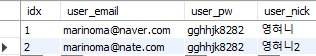 idx user_email user_pw user_nick
1 marinoma@naver.com gghhjk8282 영혀니
2 marinoma@nate.com gghhjk8282 영혀니2